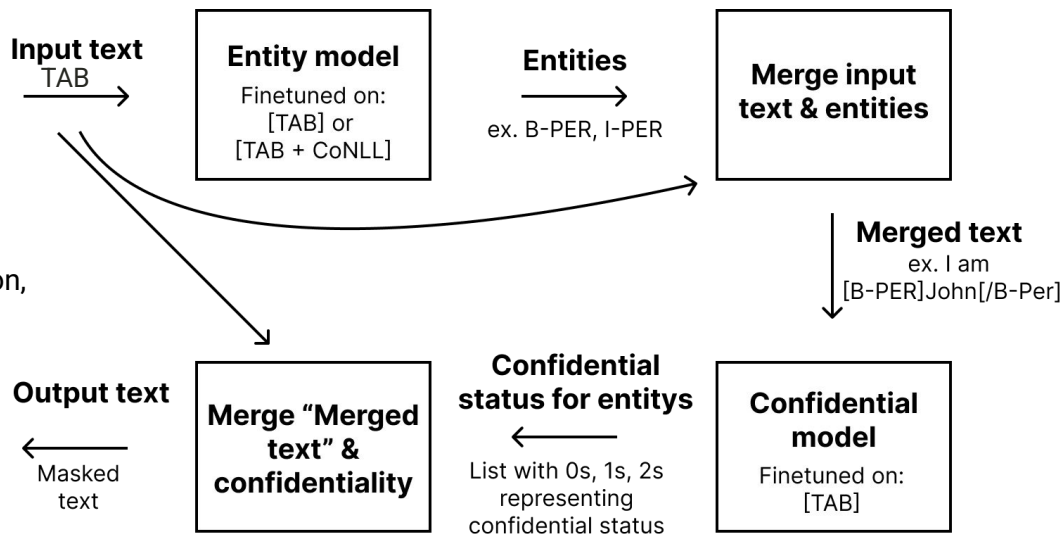 Input text
TAB
Entity model
Finetuned on:
[TAB] or
[TAB + CoNLL]
Entities
ex. B-PER, I-PER
Merge input
text & entities
Merged text
ex. I am
[B-PER]John[/B-Per]
on,
Output text
Masked
text
Merge “Merged
text” &
confidentiality
Confidential
status for entitys
List with 0s, 1s, 2s
representing
confidential status
Confidential
model
Finetuned on:
[TAB]